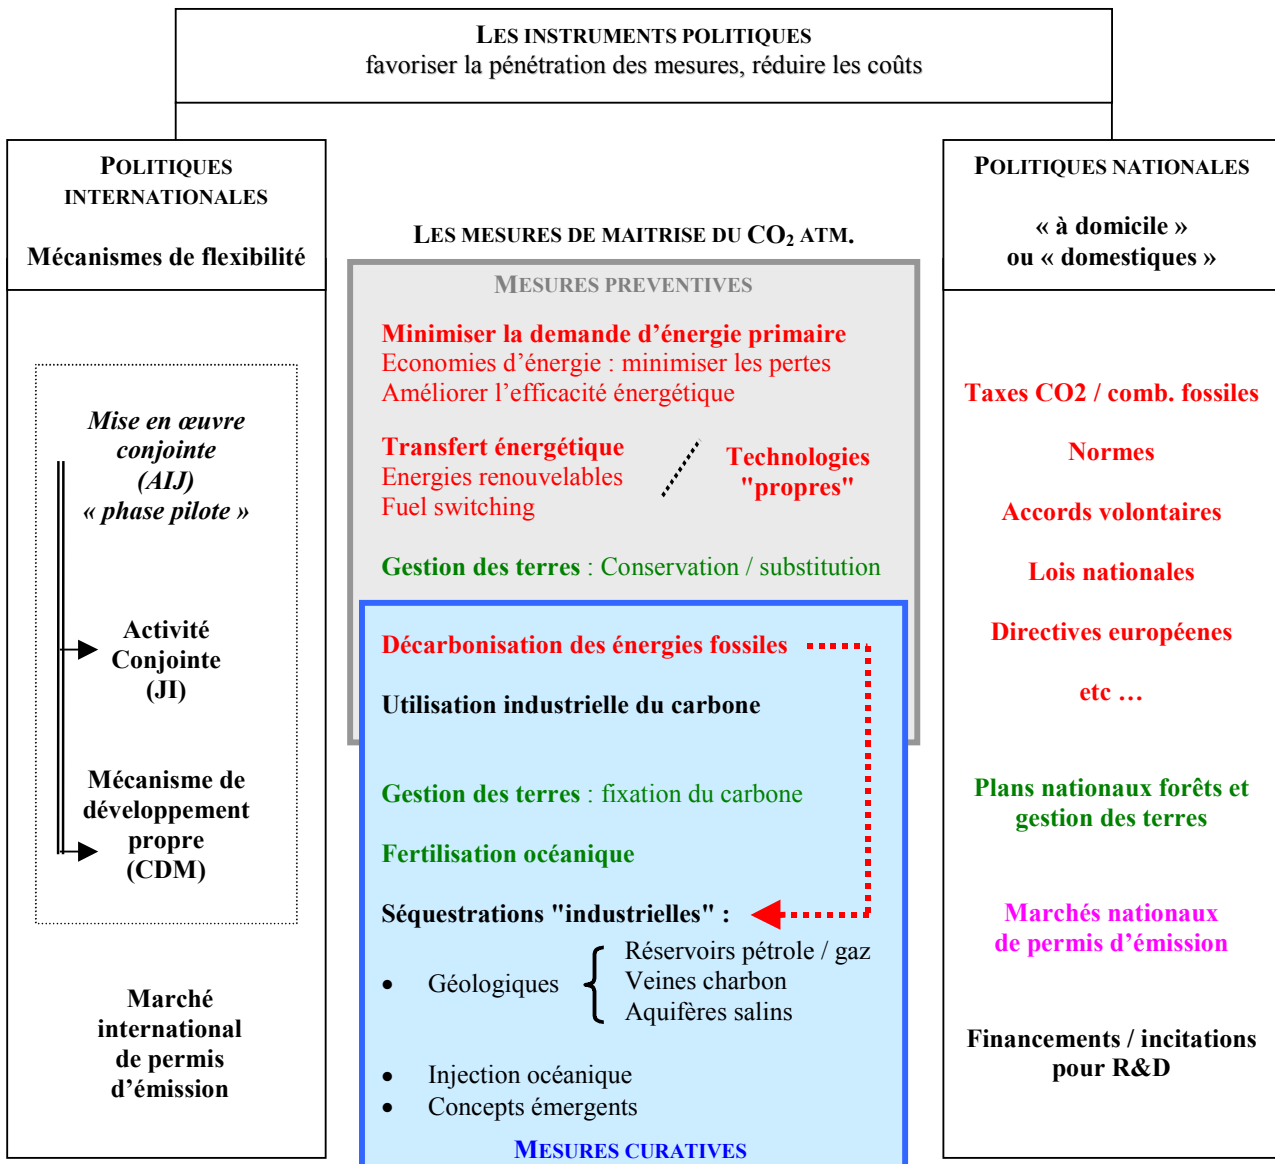 LES INSTRUMENTS POLITIQUES
favoriser la pénétration des mesures, réduire les coûts
POLITIQUES
INTERNATIONALES
Mécanismes de flexibilité
Mise en œuvre
conjointe
(AIJ)
« phase pilote »
Activité
Conjointe
(JI)
Mécanisme de
développement
propre
(CDM)
Marché
international
de permis
d'émission
LES MESURES DE MAITRISE DU CO₂ ATM.
MESURES PREVENTIVES
Minimiser la demande d'énergie primaire
Economies d'énergie : minimiser les pertes
Améliorer l'efficacité énergétique
Transfert énergétique
Energies renouvelables
Fuel switching
Technologies
"propres"
Gestion des terres : Conservation / substitution
Décarbonisation des énergies fossiles
Utilisation industrielle du carbone
Gestion des terres : fixation du carbone
Fertilisation océanique
Séquestrations "industrielles" :
• Géologiques
Réservoirs pétrole / gaz
Veines charbon
Aquifères salins
• Injection océanique
• Concepts émergents
MESURES CURATIVES
POLITIQUES NATIONALES
« à domicile »
ou « domestiques »
Taxes CO2 / comb. fossiles
Normes
Accords volontaires
Lois nationales
Directives européenes
etc …
Plans nationaux forêts et
gestion des terres
Marchés nationaux
de permis d'émission
Financements / incitations
pour R&D